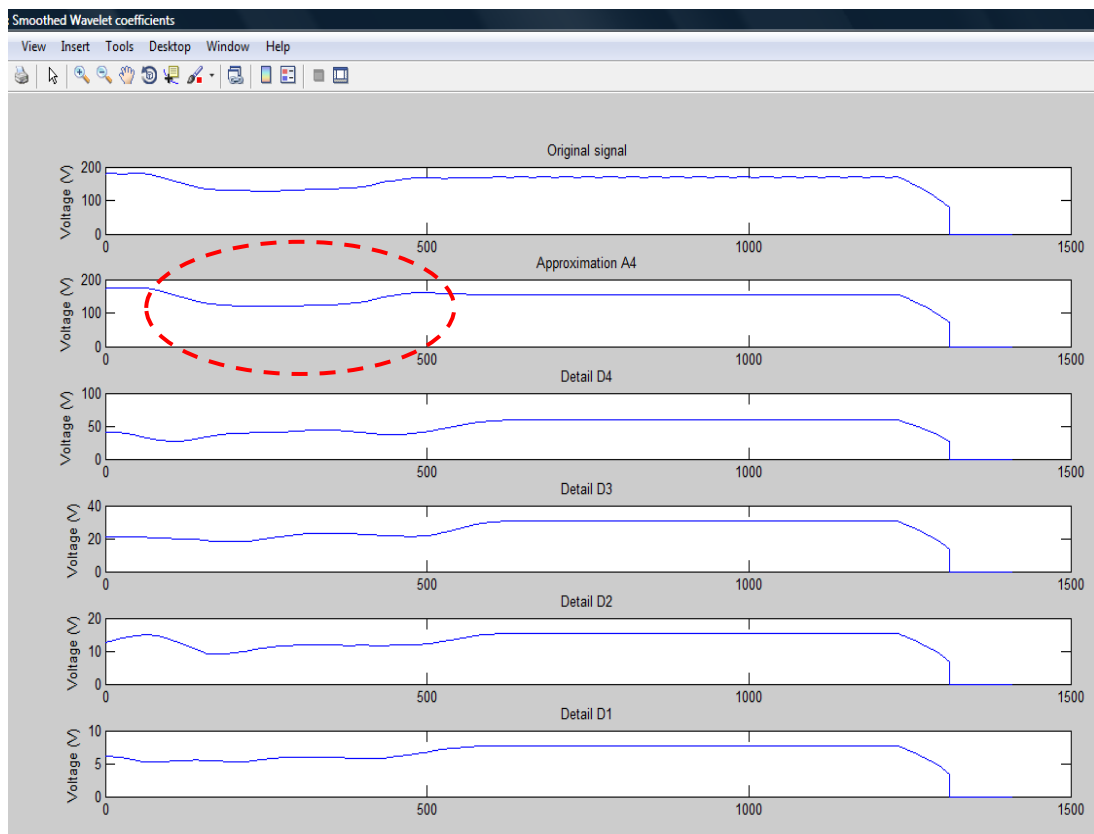 : Smoothed Wavelet coefficients
View Insert Tools Desktop Window Help
Original signal
Voltage (V)
200
100
0
0 500 1000 1500
Approximation A4
Voltage (V)
200
100
0
0 500 1000 1500
Detail D4
Voltage (V)
100
50
0
0 500 1000 1500
Detail D3
Voltage (V)
40
20
0
0 500 1000 1500
Detail D2
Voltage (V)
20
10
0
0 500 1000 1500
Detail D1
Voltage (V)
10
5
0
0 500 1000 1500